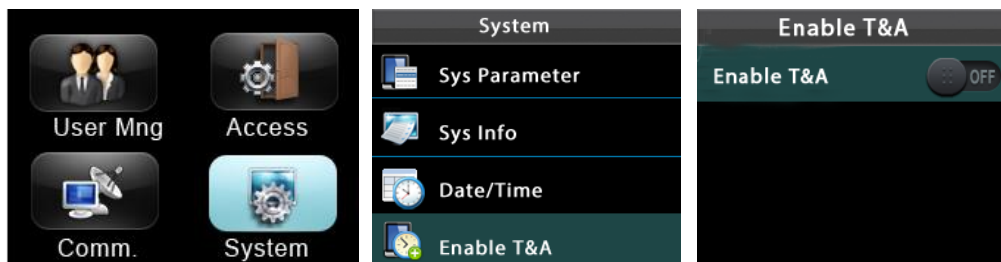 User Mng
Access
Comm.
System
System
Sys Parameter
Sys Info
Date/Time
Enable T&A
Enable T&A
Enable T&A
OFF